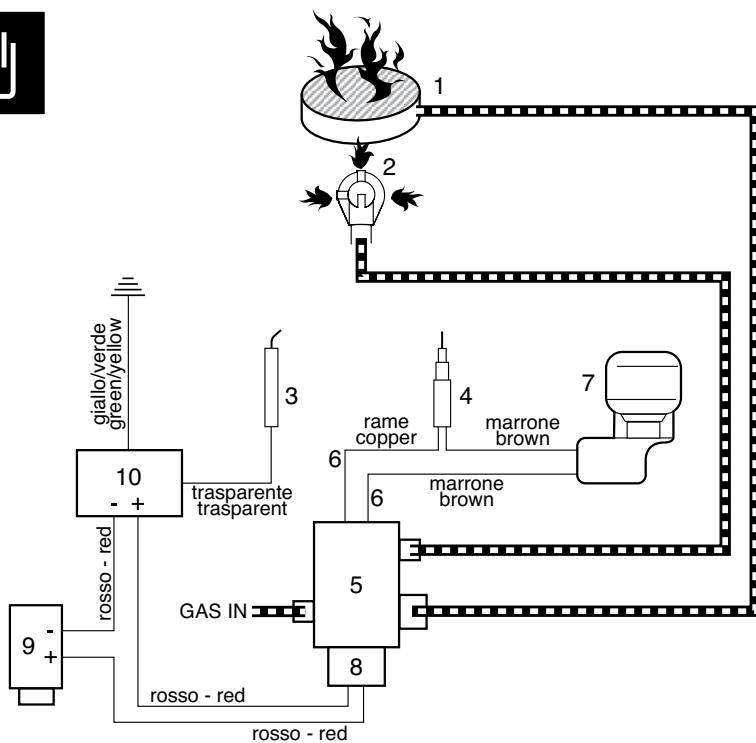 1
2
giallo/verde
green/yellow
3
4
7
rame
copper
marrone
brown
6
10
- +
trasparente
trasparent
marrone
brown
6
rosso - red
5
GAS IN
9
-
+
8
rosso - red
rosso - red